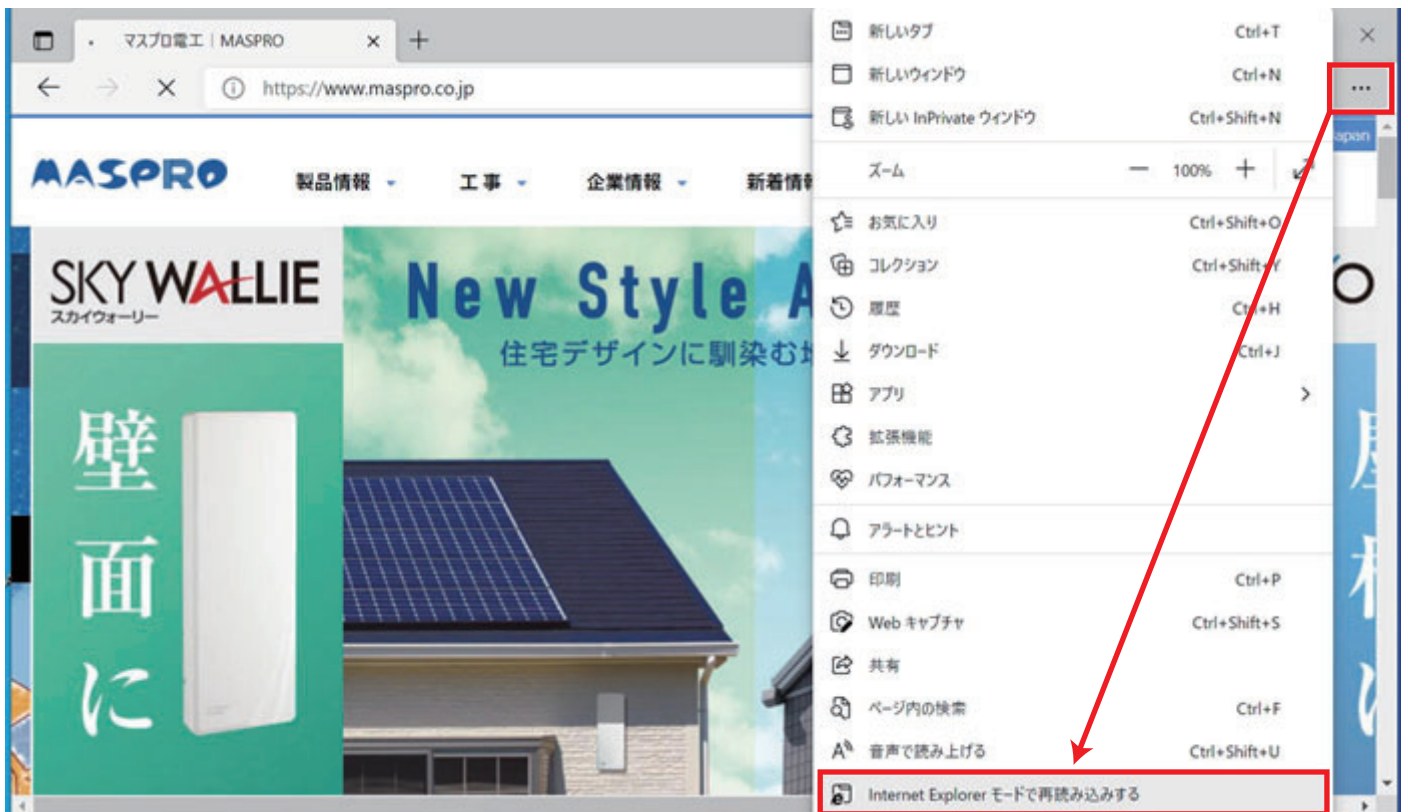 マスプロ電工 | MASPRO
https://www.maspro.co.jp
MASPRO
製品情報
工事
企業情報
新着情報
Japan
SKY WALLIE
スカイウォーリー
New Style A
住宅デザインに馴染む
壁面に
屋根に
新しいタブ Ctrl+T
新しいウィンドウ Ctrl+N
新しい InPrivate ウィンドウ Ctrl+Shift+N
ズーム — 100% +
お気に入り Ctrl+Shift+O
コレクション Ctrl+Shift+Y
履歴 Ctrl+H
ダウンロード Ctrl+J
アプリ
拡張機能
パフォーマンス
アラートとヒント
印刷 Ctrl+P
Web キャプチャ Ctrl+Shift+S
共有
ページ内の検索 Ctrl+F
音声で読み上げる Ctrl+Shift+U
Internet Explorer モードで再読み込みする